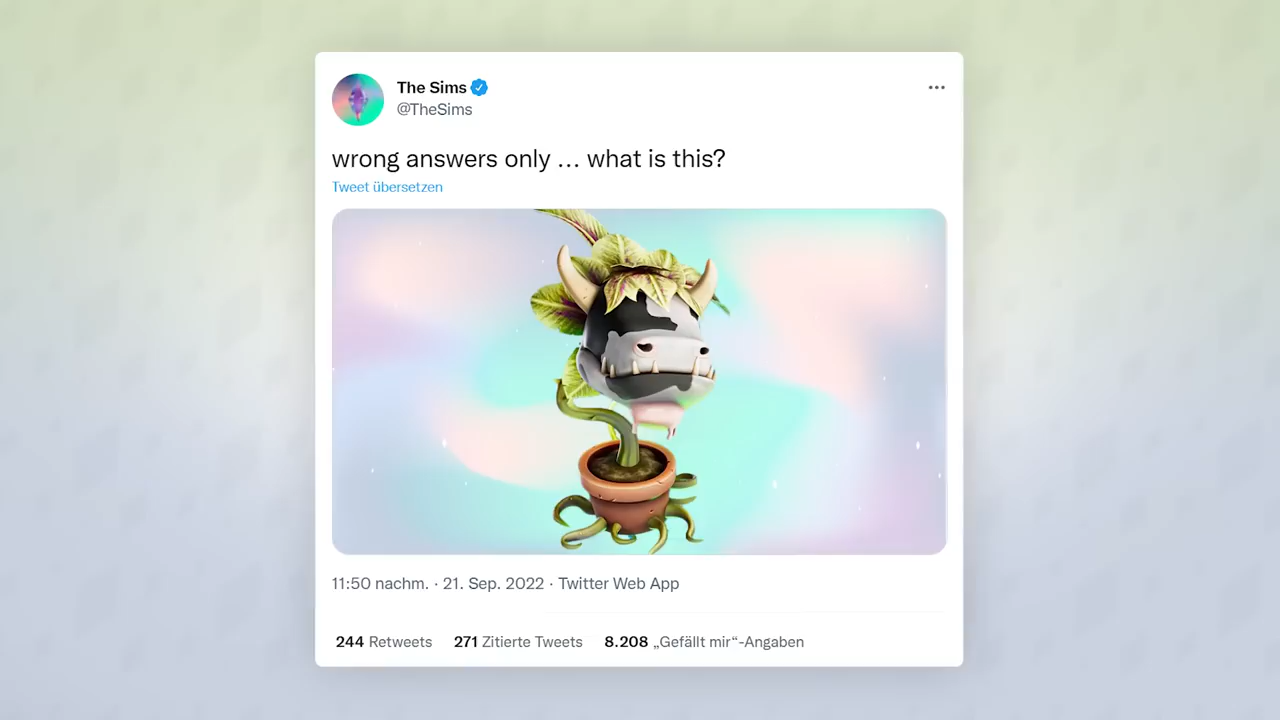 The Sims
@TheSims
wrong answers only … what is this?
Tweet übersetzen
11:50 nachm. · 21. Sep. 2022 · Twitter Web App
244 Retweets 271 Zitierte Tweets 8.208 „Gefällt mir“-Angaben